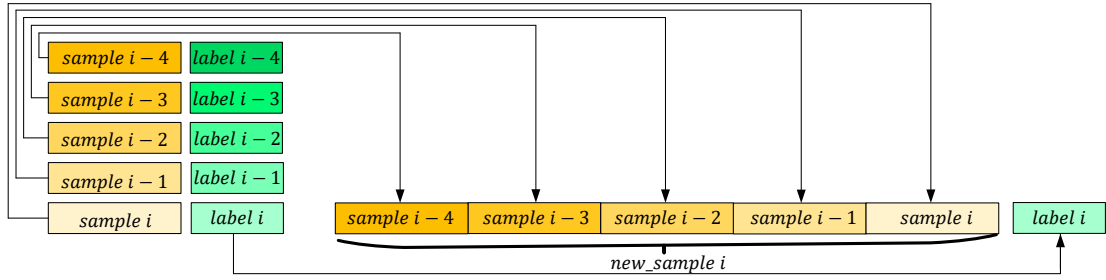 sample i − 4 label i − 4
sample i − 3 label i − 3
sample i − 2 label i − 2
sample i − 1 label i − 1
sample i label i sample i − 4 sample i − 3 sample i − 2 sample i − 1 sample i label i
new_sample i